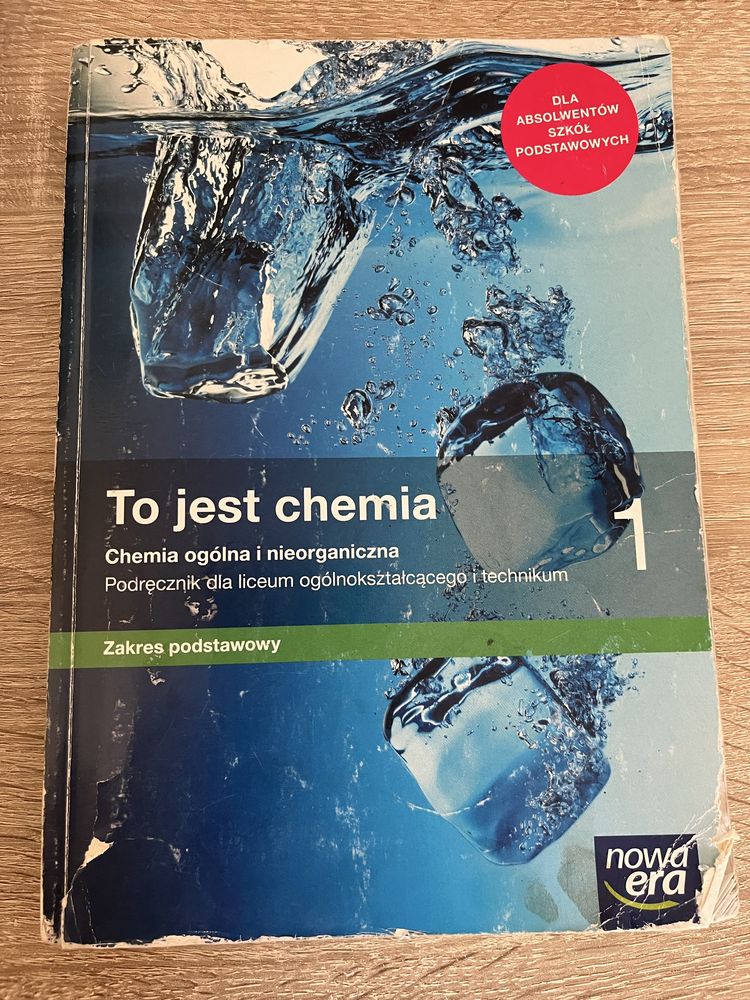 DLA
ABSOLWENTÓW
SZKÓŁ
PODSTAWOWYCH
To jest chemia
1
Chemia ogólna i nieorganiczna
Podręcznik dla liceum ogólnokształcącego i technikum
Zakres podstawowy
nowa
era